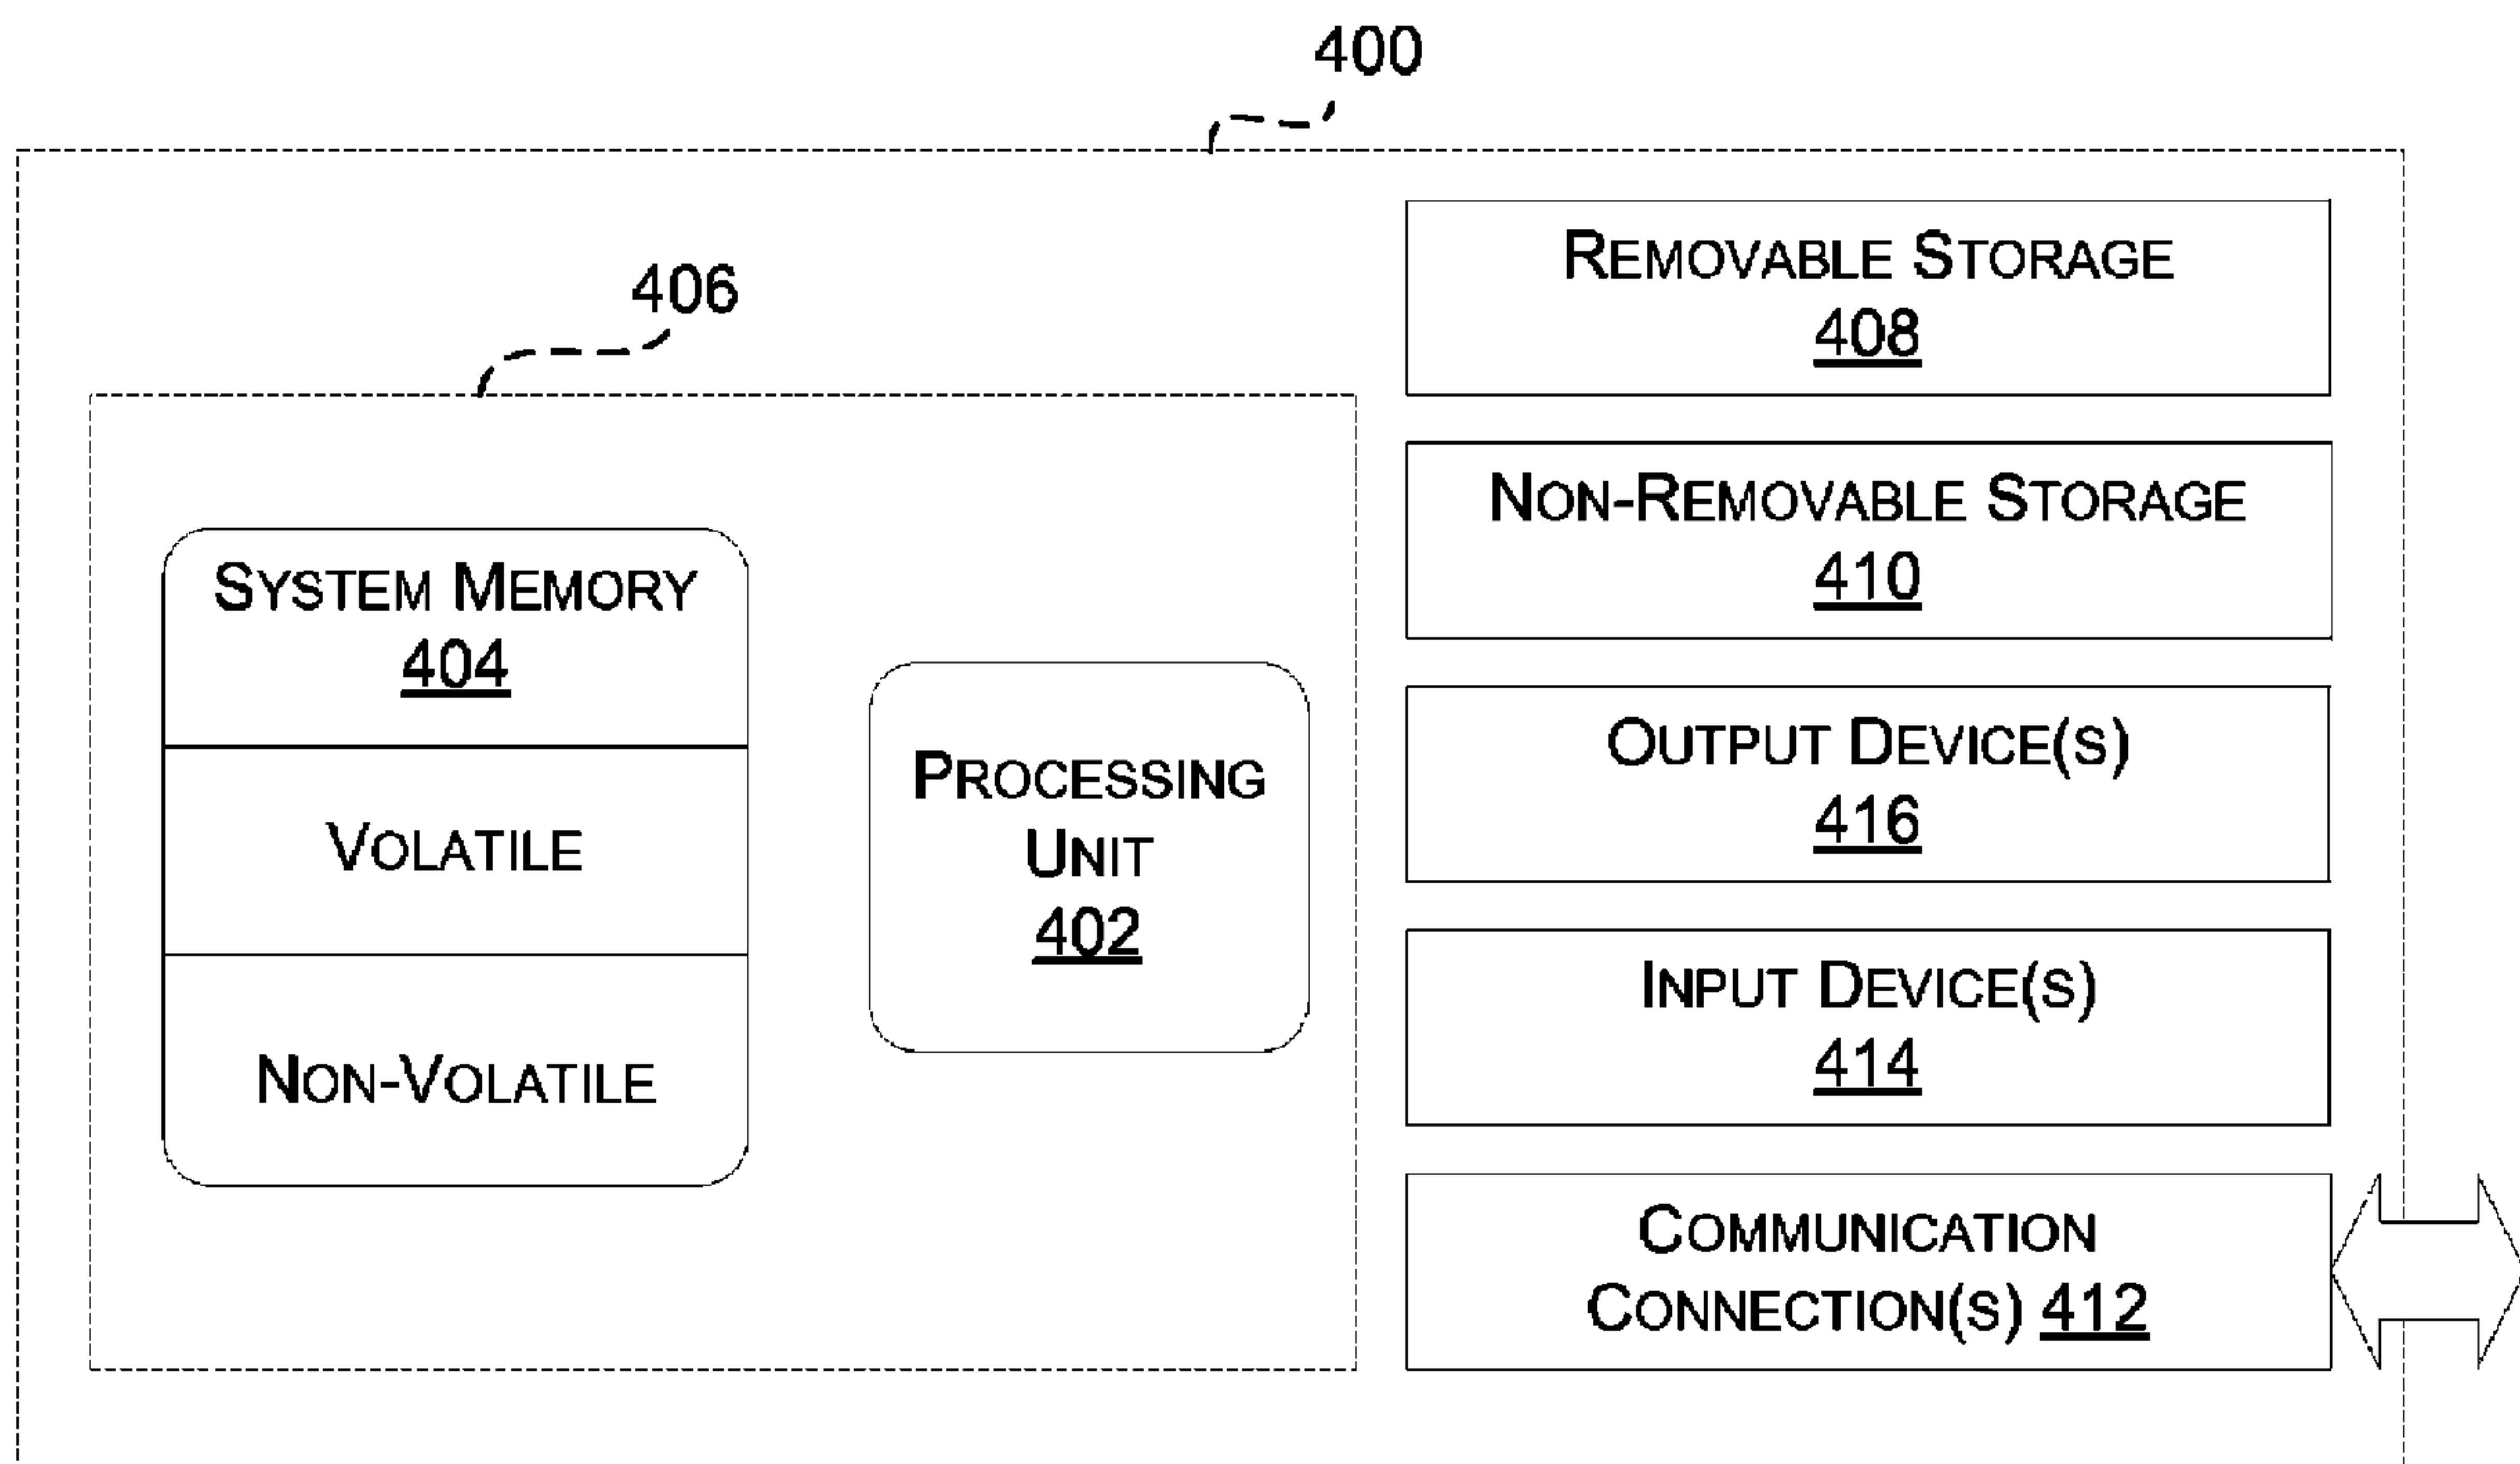 400
406
REMOVABLE STORAGE
408
NON-REMOVABLE STORAGE
410
OUTPUT DEVICE(S)
416
INPUT DEVICE(S)
414
COMMUNICATION
CONNECTION(S) 412
SYSTEM MEMORY
404
VOLATILE
NON-VOLATILE
PROCESSING
UNIT
402